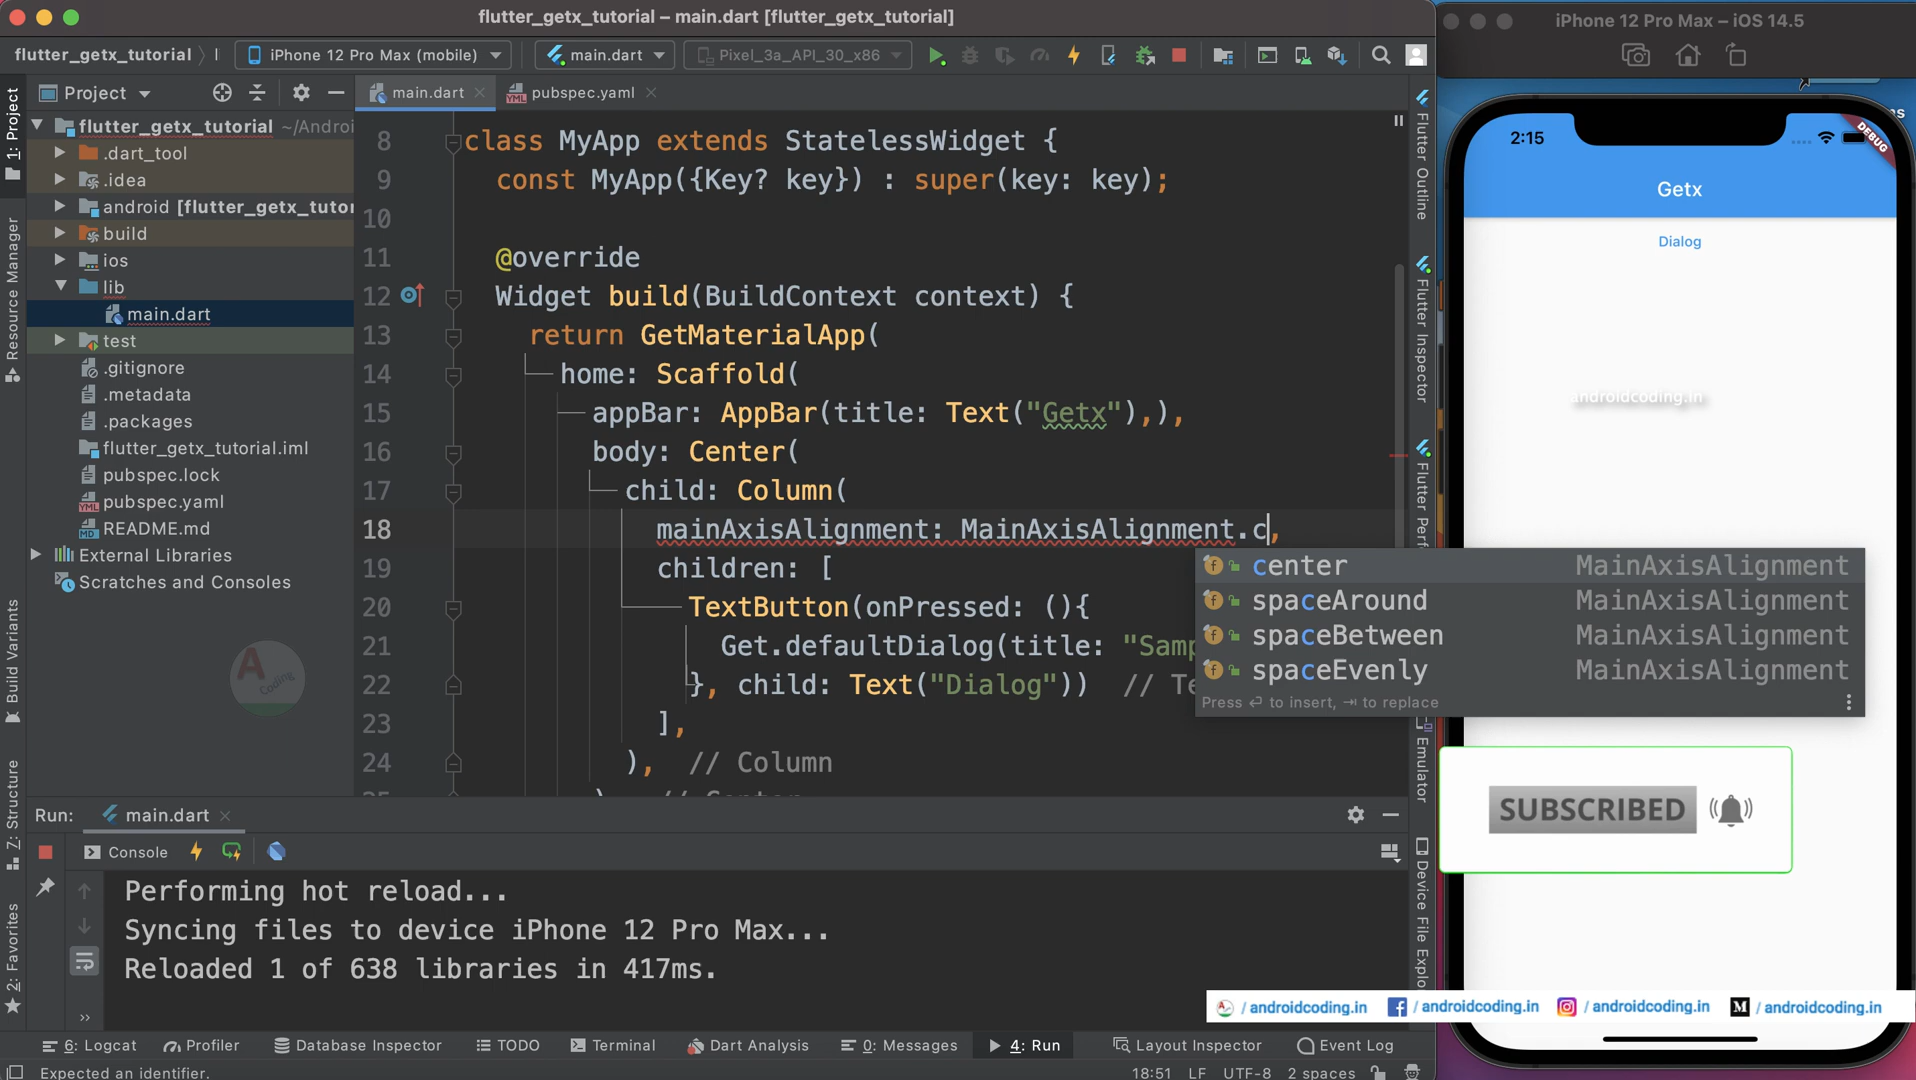 flutter_getx_tutorial – main.dart [flutter_getx_tutorial]
iPhone 12 Pro Max – iOS 14.5
flutter_getx_tutorial
iPhone 12 Pro Max (mobile)
main.dart
Pixel_3a_API_30_x86
Project
main.dart
pubspec.yaml
1: Project
Resource Manager
Build Variants
Z: Structure
2: Favorites
flutter_getx_tutorial ~/Androi
.dart_tool
.idea
android [flutter_getx_tutor
build
ios
lib
main.dart
test
.gitignore
.metadata
.packages
flutter_getx_tutorial.iml
pubspec.lock
pubspec.yaml
README.md
External Libraries
Scratches and Consoles
A Coding
8 class MyApp extends StatelessWidget {
9 const MyApp({Key? key}) : super(key: key);
10
11 @override
12 Widget build(BuildContext context) {
13 return GetMaterialApp(
14 home: Scaffold(
15 appBar: AppBar(title: Text("Getx"),),
16 body: Center(
17 child: Column(
18 mainAxisAlignment: MainAxisAlignment.c,
19 children: [
20 TextButton(onPressed: (){
21 Get.defaultDialog(title: "Samp
22 }, child: Text("Dialog")) // Te
23 ],
24 ), // Column
center MainAxisAlignment
spaceAround MainAxisAlignment
spaceBetween MainAxisAlignment
spaceEvenly MainAxisAlignment
Press ↩ to insert, ⇥ to replace
Flutter Outline
Flutter Inspector
Flutter Perf
Emulator
Device File Explo
2:15
DEBUG
Getx
Dialog
androidcoding.in
SUBSCRIBED
Run: main.dart
Console
Performing hot reload...
Syncing files to device iPhone 12 Pro Max...
Reloaded 1 of 638 libraries in 417ms.
/ androidcoding.in / androidcoding.in / androidcoding.in M / androidcoding.in
6: Logcat Profiler Database Inspector TODO Terminal Dart Analysis 0: Messages 4: Run Layout Inspector Event Log
Expected an identifier. 18:51 LF UTF-8 2 spaces